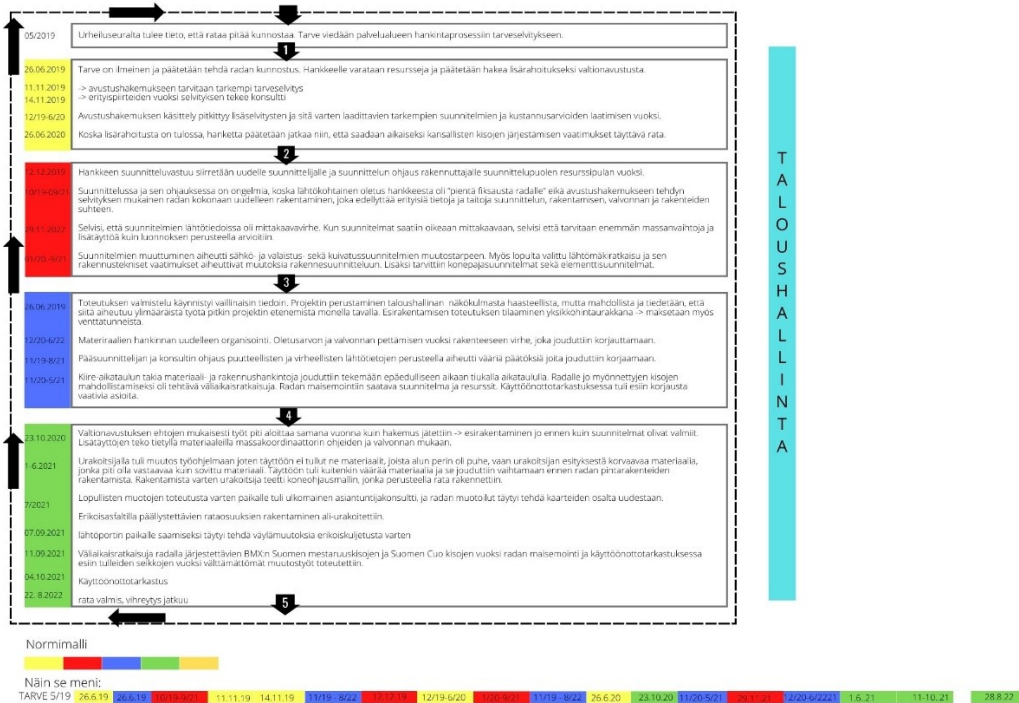 05/2019 Urheiluseuralta tulee tieto, että rataa pitää kunnostaa. Tarve viedään palvelualueen hankintaprosessiin tarveselvitykseen.
1
26.06.2019 Tarve on ilmeinen ja päätetään tehdä radan kunnostus. Hankkeelle varataan resursseja ja päätetään hakea lisärahoitukseksi valtionavustusta.
11.11.2019 -> avustushakemukseen tarvitaan tarkempi tarveselvitys
14.11.2019 -> erityispiirteiden vuoksi selvityksen tekee konsultti
12/19-6/20 Avustushakemuksen käsittely pitkittyy lisäselvitysten ja sitä varten laadittavien tarkempien suunnitelmien ja kustannusarvioiden laatimisen vuoksi.
26.06.2020 Koska lisärahoitusta on tulossa, hanketta päätetään jatkaa niin, että saadaan aikaiseksi kansallisten kisojen järjestämisen vaatimukset täyttävä rata.
2
12.12.2019 Hankkeen suunnitteluvastuu siirretään uudelle suunnittelijalle ja suunnittelun ohjaus rakennuttajalle suunnittelupuolen resurssipulan vuoksi.
10/19-09/21 Suunnittelussa ja sen ohjauksessa on ongelmia, koska lähtökohtainen oletus hankkeesta oli "pientä fiksausta radalle" eikä avustushakemukseen tehdyn
selvityksen mukainen radan kokonaan uudelleen rakentaminen, joka edellyttää erityisiä tietoja ja taitoja suunnittelun, rakentamisen, valvonnan ja rakenteiden
suhteen.
29.11.2022 Selvisi, että suunnitelmien lähtötiedoissa oli mittakaavavirhe. Kun suunnitelmat saatiin oikeaan mittakaavaan, selvisi että tarvitaan enemmän massanvaihtoja ja
lisätäyttöä kuin luonnoksen perusteella arvioitiin.
01/20.-9/21 Suunnitelmien muuttuminen aiheutti sähkö- ja valaistus- sekä kuivatussuunnitelmien muutostarpeen. Myös lopulta valittu lähtömäkiratkaisu ja sen
rakennustekniset vaatimukset aiheuttivat muutoksia rakennesuunnitteluun. Lisäksi tarvittiin konepajasuunnitelmat sekä elementtisuunnitelmat.
3
26.06.2019 Toteutuksen valmistelu käynnistyi vaillinaisin tiedoin. Projektin perustaminen taloushallinan näkökulmasta haasteellista, mutta mahdollista ja tiedetään, että
siitä aiheutuu ylimääräistä työtä pitkin projektin etenemistä monella tavalla. Esirakentamisen toteutuksen tilaaminen yksikköhintaurakkana -> maksetaan myös
venttatunneista.
12/20-6/22 Materiraalien hankinnan uudelleen organisointi. Oletusarvon ja valvonnan pettämisen vuoksi rakenteeseen virhe, joka jouduttiin korjauttamaan.
11/19-8/21 Pääsuunnittelijan ja konsultin ohjaus puutteellisten ja virheellisten lähtötietojen perusteella aiheutti vääriä päätöksiä joita jouduttiin korjaamaan.
11/20-5/21 Kiire-aikataulun takia materiaali- ja rakennushankintoja jouduttiin tekemään epäedulliseen aikaan tiukalla aikataululla. Radalle jo myönnettyjen kisojen
mahdollistamiseksi oli tehtävä väliaikaisratkaisuja. Radan maisemointiin saatava suunnitelma ja resurssit. Käyttöönottotarkastuksessa tuli esiin korjausta
vaativia asioita.
4
23.10.2020 Valtionavustuksen ehtojen mukaisesti työt piti aloittaa samana vuonna kuin hakemus jätettiin -> esirakentaminen jo ennen kuin suunnitelmat olivat valmiit.
Lisätäyttöjen teko tietyllä materiaaleilla massakoordinaattorin ohjeiden ja valvonnan mukaan.
1-6.2021 Urakoitsijalla tuli muutos työohjelmaan joten täyttöön ei tullut ne materiaalit, joista alun perin oli puhe, vaan urakoitsijan esityksestä korvaavaa materiaalia,
jonka piti olla vastaavaa kuin sovittu materiaali. Täyttöön tuli kuitenkin väärää materiaalia ja se jouduttiin vaihtamaan ennen radan pintarakenteiden
rakentamista. Rakentamista varten urakoitsija teetti koneohjausmallin, jonka perusteella rata rakennettiin.
7/2021 Lopullisten muotojen toteutusta varten paikalle tuli ulkomainen asiantuntijakonsultti, ja radan muotoilut täytyi tehdä kaarteiden osalta uudestaan.
Erikoisasfaltilla päällystettävien rataosuuksien rakentaminen ali-urakoitettiin.
07.09.2021 lähtöportin paikalle saamiseksi täytyi tehdä väylämuutoksia erikoiskuljetusta varten
11.09.2021 Väliaikaisratkaisuja radalla järjestettävien BMX:n Suomen mestaruuskisojen ja Suomen Cuo kisojen vuoksi radan maisemointi ja käyttöönottotarkastuksessa
esiin tulleiden seikkojen vuoksi välttämättömät muutostyöt toteutettiin.
04.10.2021 Käyttöönottotarkastus
22. 8.2022 rata valmis, vihreytys jatkuu
5
TALOUSHALLINTA
Normimalli
Näin se meni:
TARVE 5/19 26.6.19 26.6.19 10/19-9/21 11.11.19 14.11.19 11/19 - 8/22 12.12.19 12/19-6/20 1/20-9/21 11/19 - 8/22 26.6.20 23.10.20 11/20-5/21 29.11.21 12/20-6/2221 1.6..21 11-10..21 28.8.22